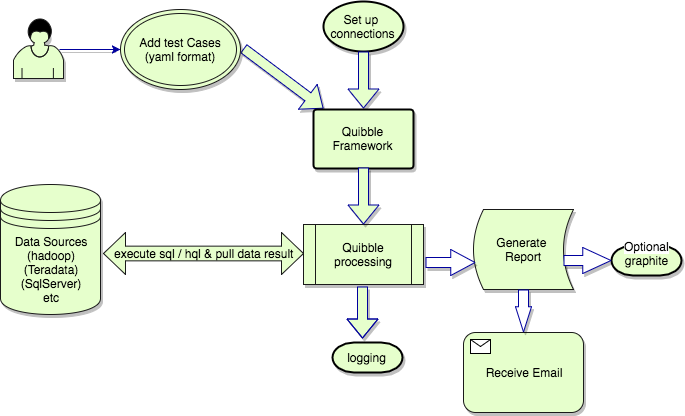 Add test Cases
(yaml format)
Set up
connections
Quibble
Framework
Data Sources
(hadoop)
(Teradata)
(SqlServer)
etc
execute sql / hql & pull data result
Quibble
processing
Generate
Report
Optional
graphite
logging
Receive Email